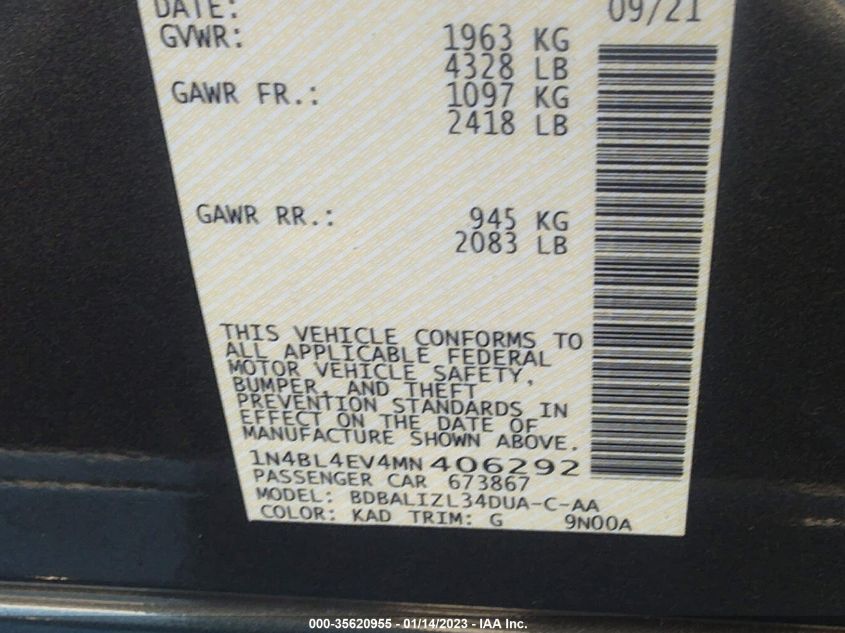 DATE: 09/21
GVWR: 1963 KG
4328 LB
GAWR FR.: 1097 KG
2418 LB
GAWR RR.: 945 KG
2083 LB
THIS VEHICLE CONFORMS TO
ALL APPLICABLE FEDERAL
MOTOR VEHICLE SAFETY,
BUMPER, AND THEFT
PREVENTION STANDARDS IN
EFFECT ON THE DATE OF
MANUFACTURE SHOWN ABOVE.
1N4BL4EV4MN406292
PASSENGER CAR 673867
MODEL: BDBALIZL34DUA-C-AA
COLOR: KAD TRIM: G 9N00A
000-35620955 - 01/14/2023 - IAA Inc.